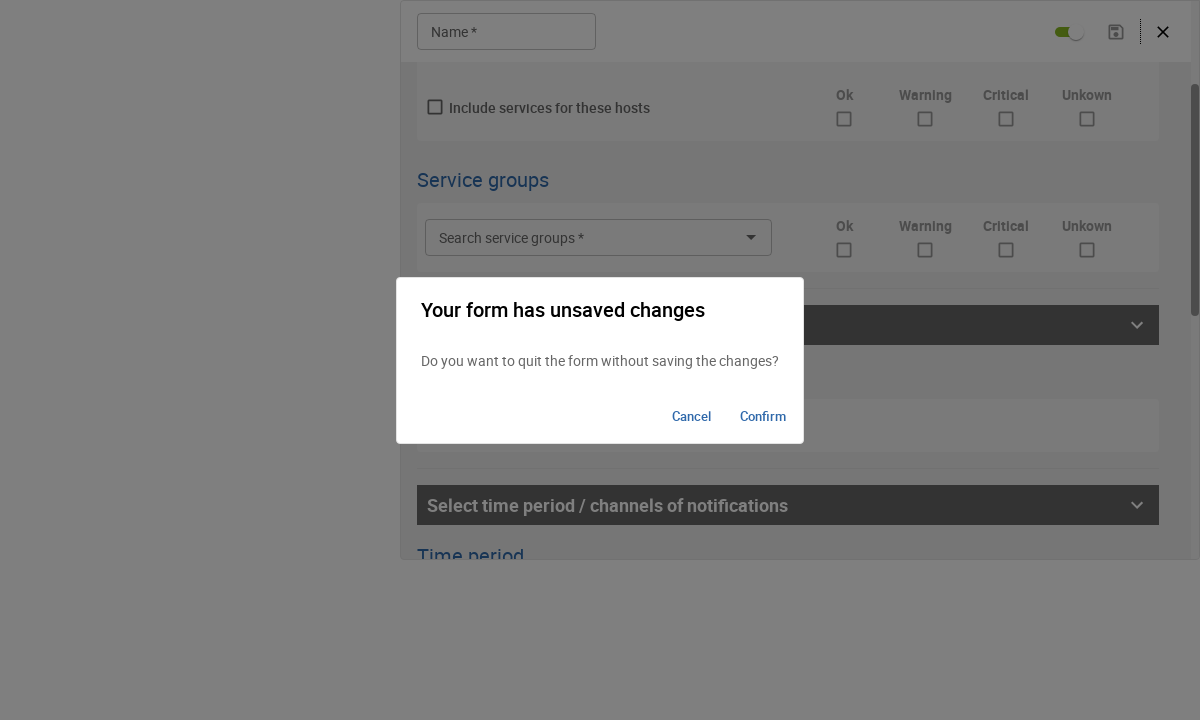 Name *
Ok Warning Critical Unkown
Include services for these hosts
Service groups
Ok Warning Critical Unkown
Search service groups *
Your form has unsaved changes
Do you want to quit the form without saving the changes?
Cancel Confirm
Select time period / channels of notifications
Time period